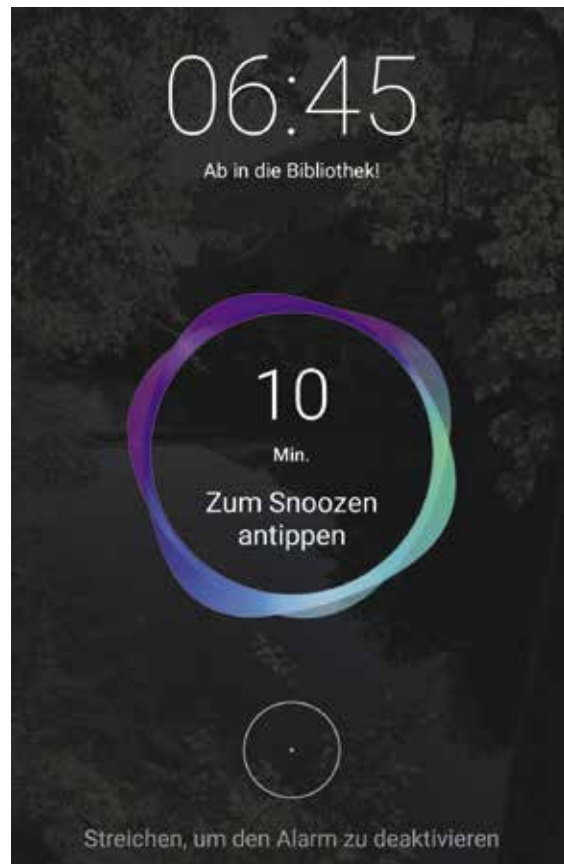 06:45
Ab in die Bibliothek!
10
Min.
Zum Snoozen
antippen
Streichen, um den Alarm zu deaktivieren